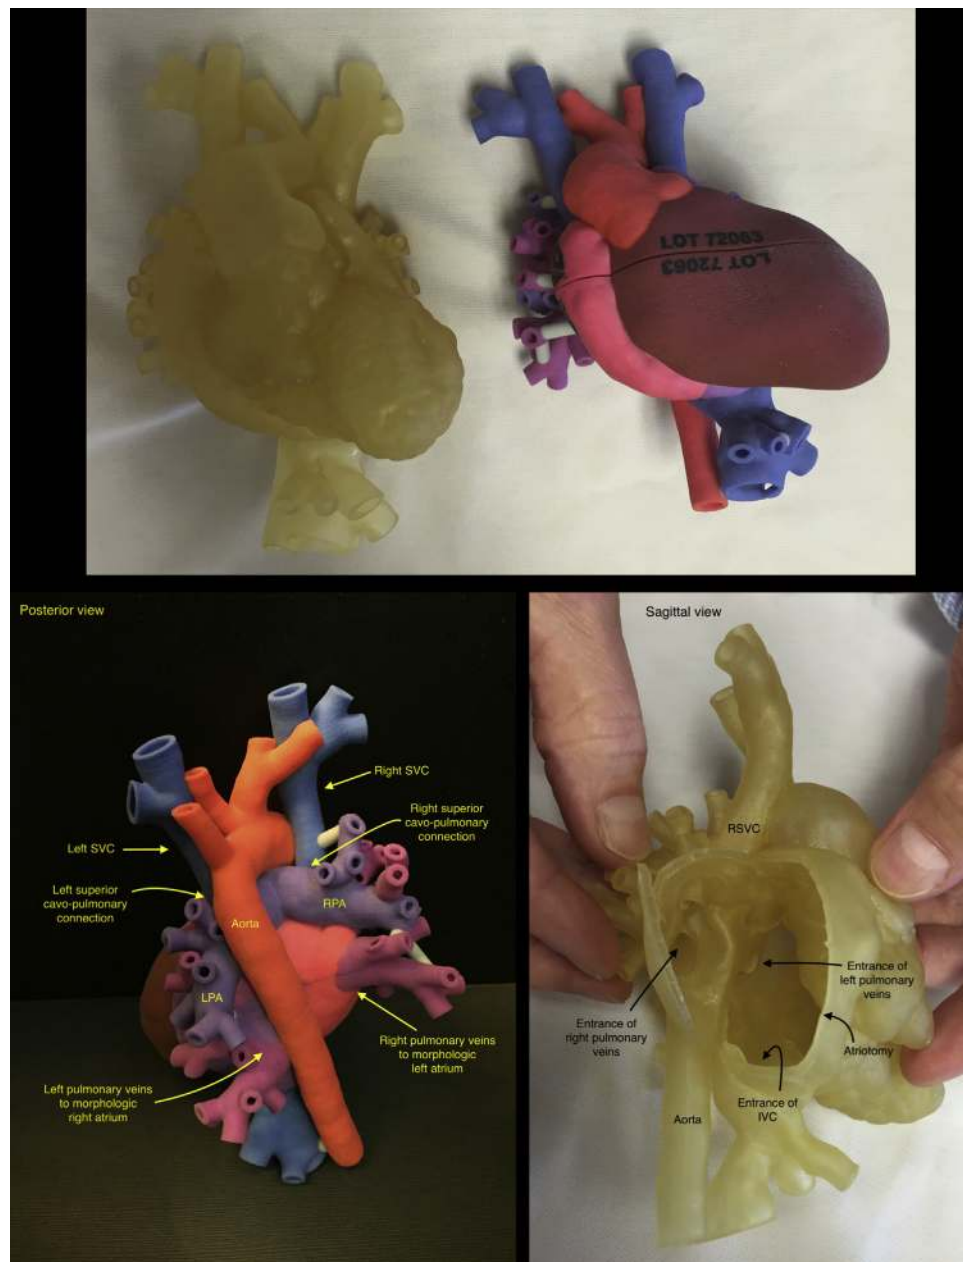 LOT 72063
LOT 72063
Posterior view
Right SVC
Right superior
cavo-pulmonary
connection
Left SVC
Left superior
cavo-pulmonary
connection
Aorta
RPA
LPA
Right pulmonary veins
to morphologic
left atrium
Left pulmonary veins
to morphologic
right atrium
Sagittal view
RSVC
Entrance of
left pulmonary
veins
Entrance of
right pulmonary
veins
Atriotomy
Entrance of
IVC
Aorta